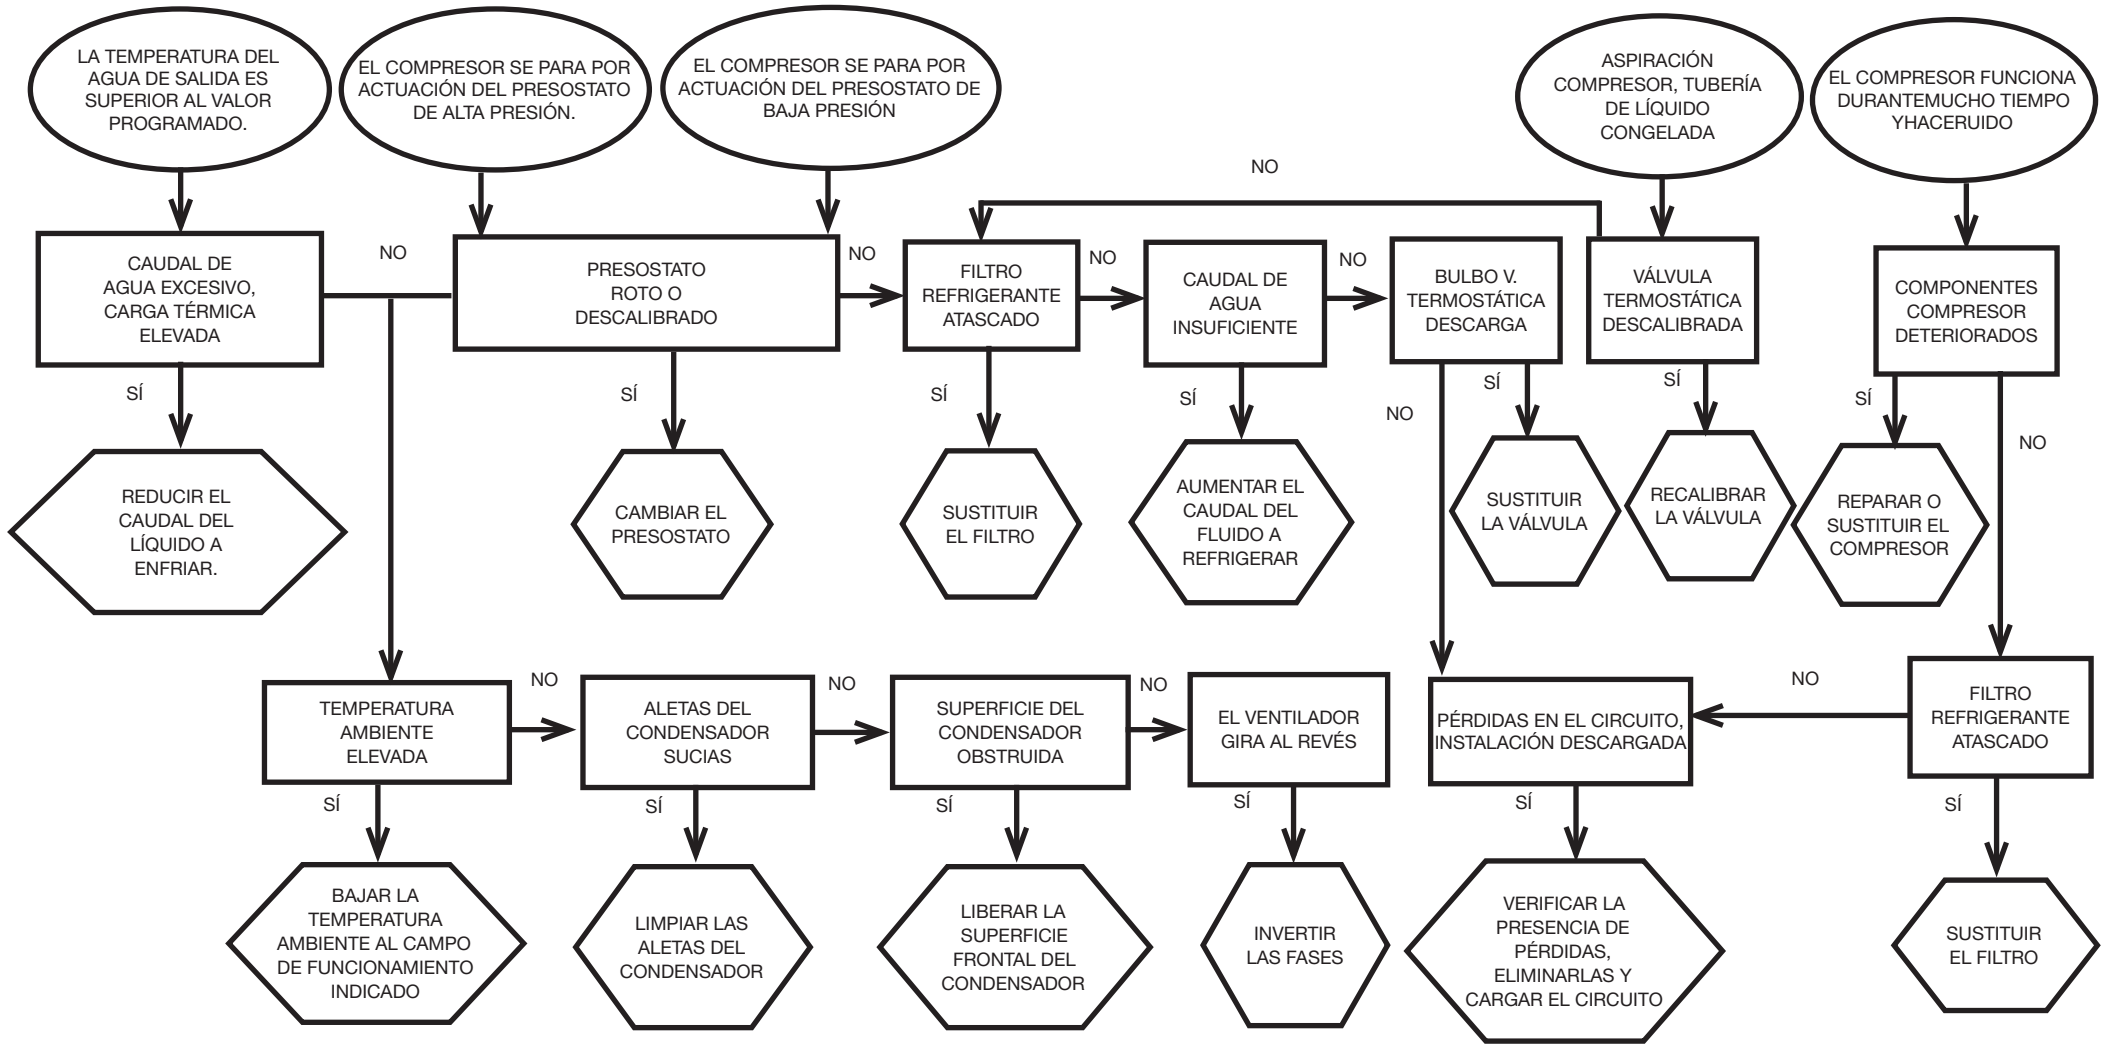 LA TEMPERATURA DEL
AGUA DE SALIDA ES
SUPERIOR AL VALOR
PROGRAMADO.
EL COMPRESOR SE PARA POR
ACTUACIÓN DEL PRESOSTATO
DE ALTA PRESIÓN.
EL COMPRESOR SE PARA POR
ACTUACIÓN DEL PRESOSTATO DE
BAJA PRESIÓN
ASPIRACIÓN
COMPRESOR, TUBERÍA
DE LÍQUIDO
CONGELADA
EL COMPRESOR FUNCIONA
DURANTEMUCHO TIEMPO
YHACERUIDO
NO
CAUDAL DE
AGUA EXCESIVO,
CARGA TÉRMICA
ELEVADA
NO
PRESOSTATO
ROTO O
DESCALIBRADO
NO
FILTRO
REFRIGERANTE
ATASCADO
NO
CAUDAL DE
AGUA
INSUFICIENTE
NO
BULBO V.
TERMOSTÁTICA
DESCARGA
VÁLVULA
TERMOSTÁTICA
DESCALIBRADA
COMPONENTES
COMPRESOR
DETERIORADOS
SÍ
SÍ
SÍ
SÍ
NO
SÍ
SÍ
SÍ
NO
REDUCIR EL
CAUDAL DEL
LÍQUIDO A
ENFRIAR.
CAMBIAR EL
PRESOSTATO
SUSTITUIR
EL FILTRO
AUMENTAR EL
CAUDAL DEL
FLUIDO A
REFRIGERAR
SUSTITUIR
LA VÁLVULA
RECALIBRAR
LA VÁLVULA
REPARAR O
SUSTITUIR EL
COMPRESOR
TEMPERATURA
AMBIENTE
ELEVADA
NO
ALETAS DEL
CONDENSADOR
SUCIAS
NO
SUPERFICIE DEL
CONDENSADOR
OBSTRUIDA
NO
EL VENTILADOR
GIRA AL REVÉS
PÉRDIDAS EN EL CIRCUITO,
INSTALACIÓN DESCARGADA
NO
FILTRO
REFRIGERANTE
ATASCADO
SÍ
SÍ
SÍ
SÍ
SÍ
SÍ
BAJAR LA
TEMPERATURA
AMBIENTE AL CAMPO
DE FUNCIONAMIENTO
INDICADO
LIMPIAR LAS
ALETAS DEL
CONDENSADOR
LIBERAR LA
SUPERFICIE
FRONTAL DEL
CONDENSADOR
INVERTIR
LAS FASES
VERIFICAR LA
PRESENCIA DE
PÉRDIDAS,
ELIMINARLAS Y
CARGAR EL CIRCUITO
SUSTITUIR
EL FILTRO